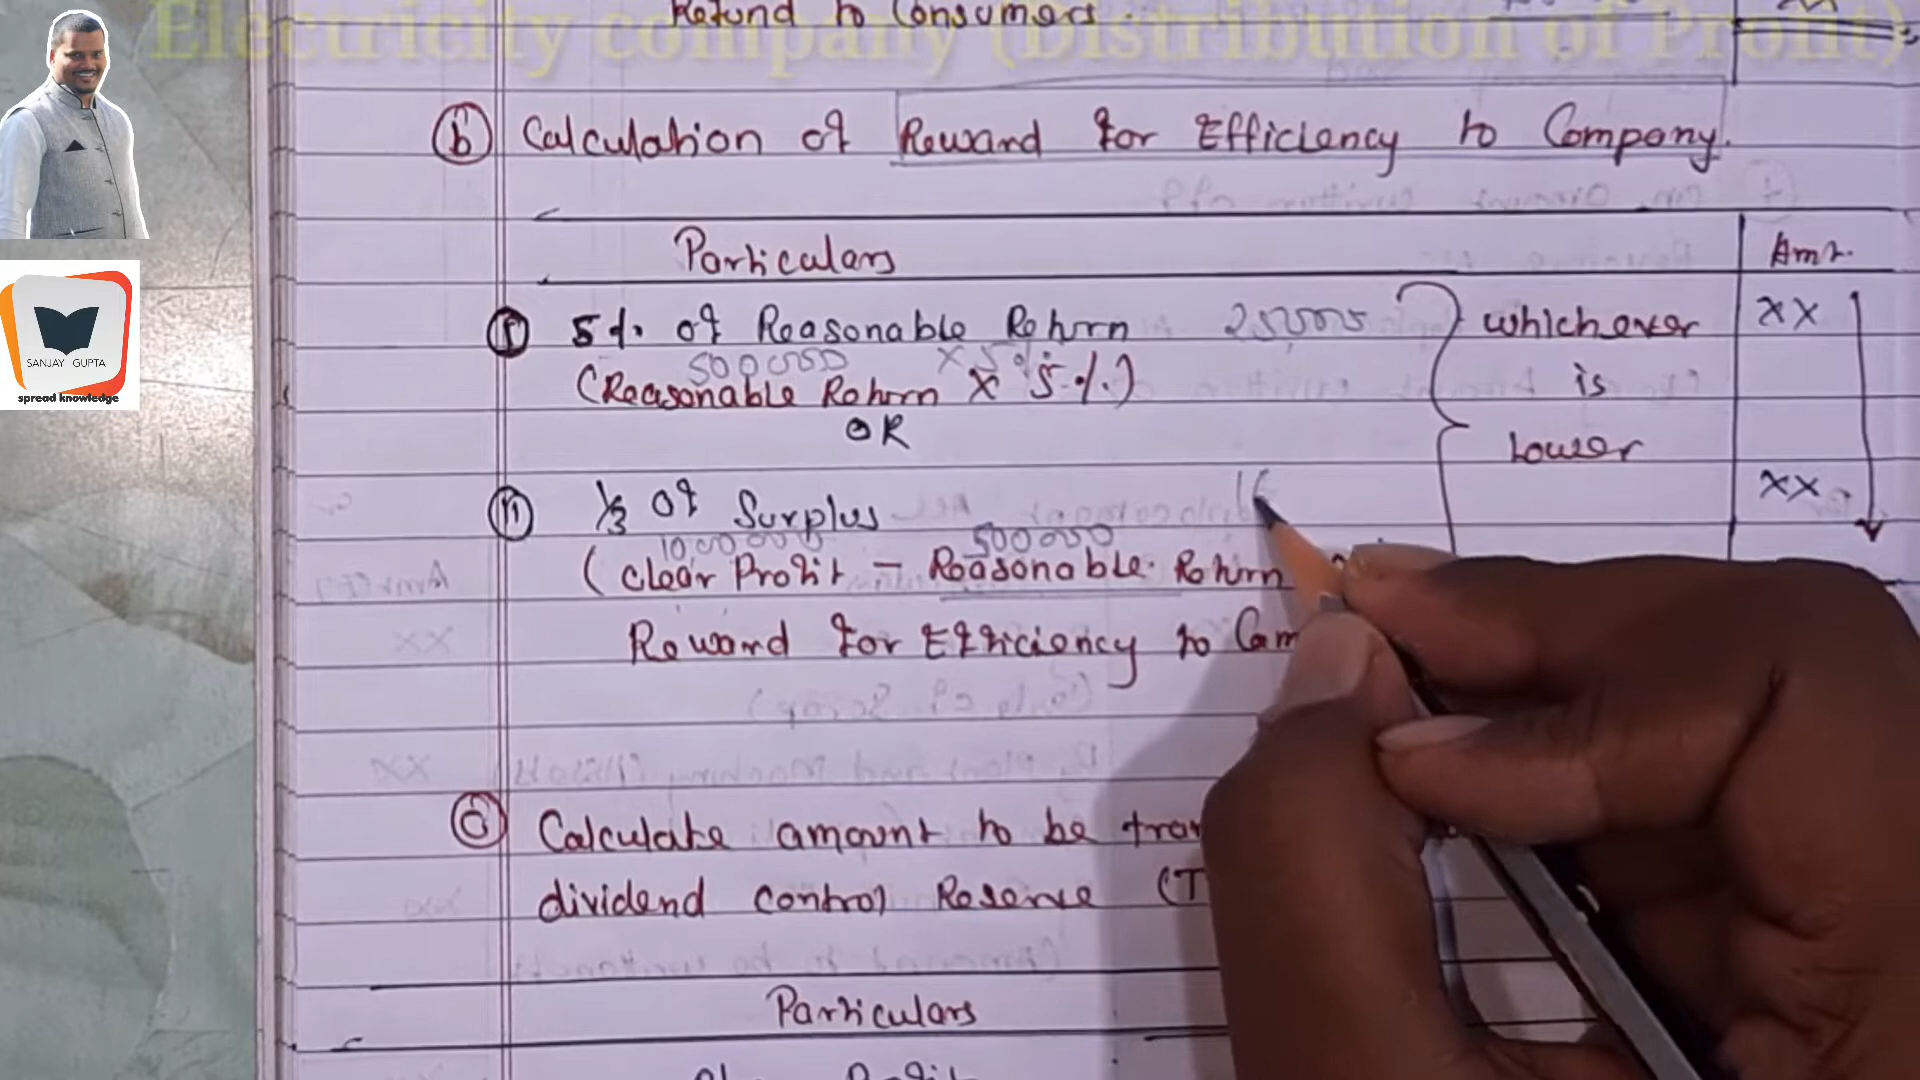 Refund to Consumers.
Electricity company (Distribution of Profit)
(b) Calculation of Reward for Efficiency to Company.
Particulars Amt.
(i) 5% of Reasonable Return whichever XX
500000 X 5%
(Reasonable Return X 5%) is
OR Lower
(ii) 1/3 of Surplus XX
1000000 500000
(Clear Profit - Reasonable Return
Reward for Efficiency to Com
(c) Calculate amount to be tran
dividend control Reserve (T
Particulars
SANJAY GUPTA
spread knowledge